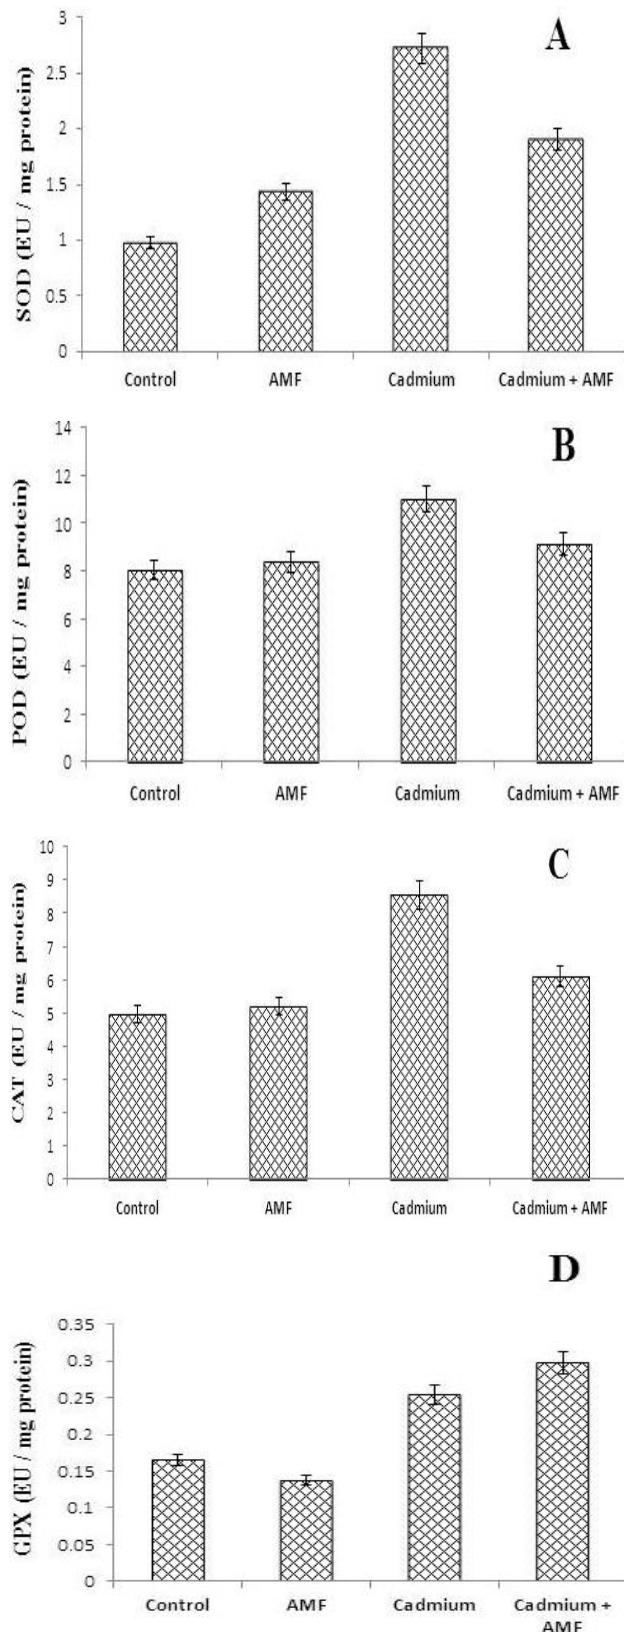 A
SOD (EU / mg protein)
3
2.5
2
1.5
1
0.5
0
Control AMF Cadmium Cadmium + AMF
B
POD (EU / mg protein)
14
12
10
8
6
4
2
0
Control AMF Cadmium Cadmium + AMF
C
CAT (EU / mg protein)
10
9
8
7
6
5
4
3
2
1
0
Control AMF Cadmium Cadmium + AMF
D
GPX (EU / mg protein)
0.35
0.3
0.25
0.2
0.15
0.1
0.05
0
Control AMF Cadmium Cadmium +
AMF